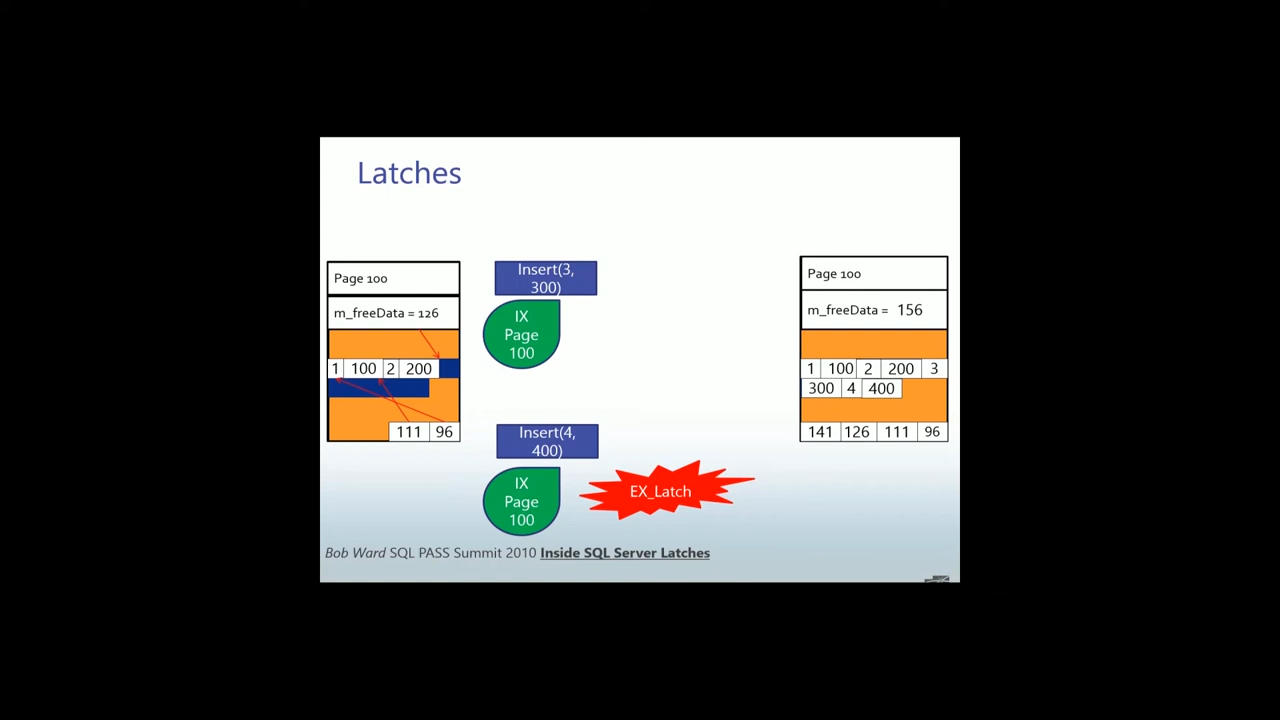 Latches
Page 100
m_freeData = 126
1 100 2 200
111 96
Insert(3,
300)
IX
Page
100
Insert(4,
400)
IX
Page
100
EX_Latch
Page 100
m_freeData = 156
1 100 2 200 3
300 4 400
141 126 111 96
Bob Ward SQL PASS Summit 2010 Inside SQL Server Latches